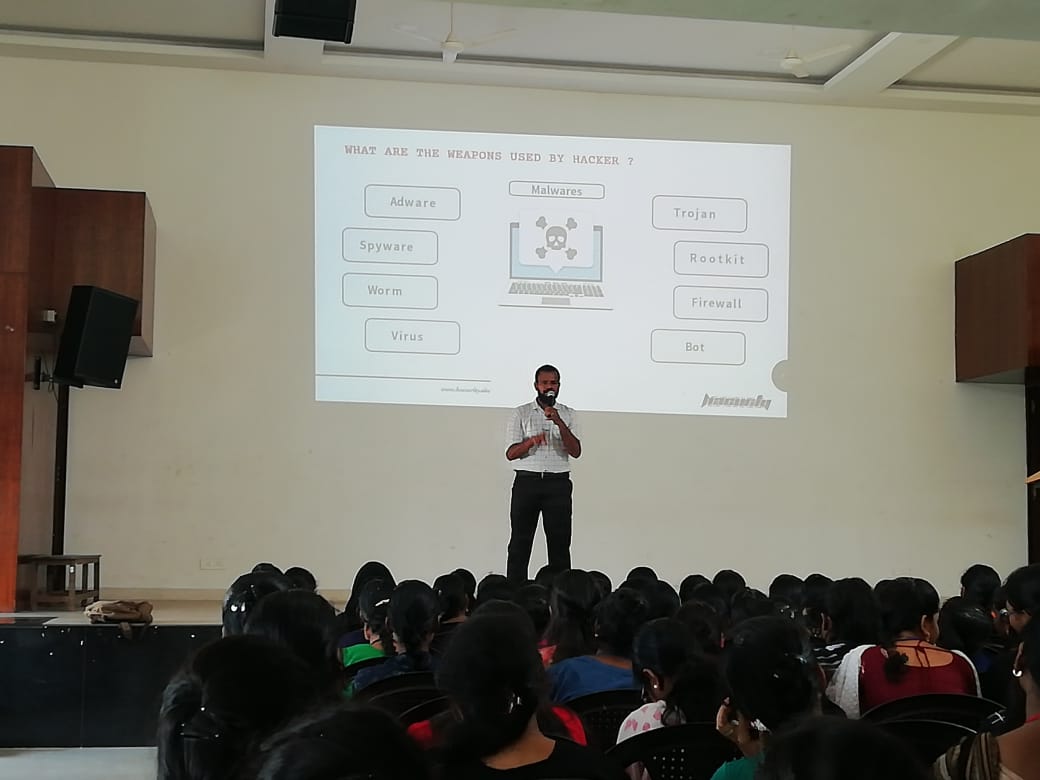 WHAT ARE THE WEAPONS USED BY HACKER ?
Malwares
Adware
Trojan
Spyware
Rootkit
Worm
Firewall
Virus
Bot